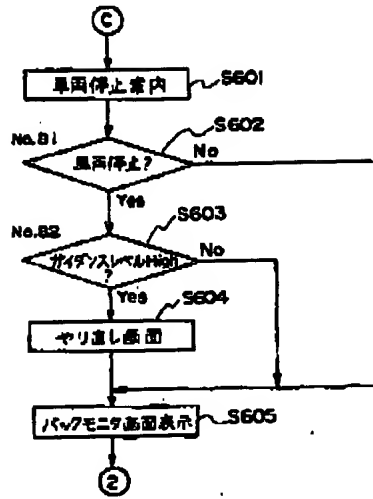 C
車両停止案内
S601
No.81
S602
車両停止?
No
Yes
No.82
S603
ガイダンスレベルHigh
?
No
Yes
S604
ヤリ直し画面
バックモニタ画面表示
S605
2